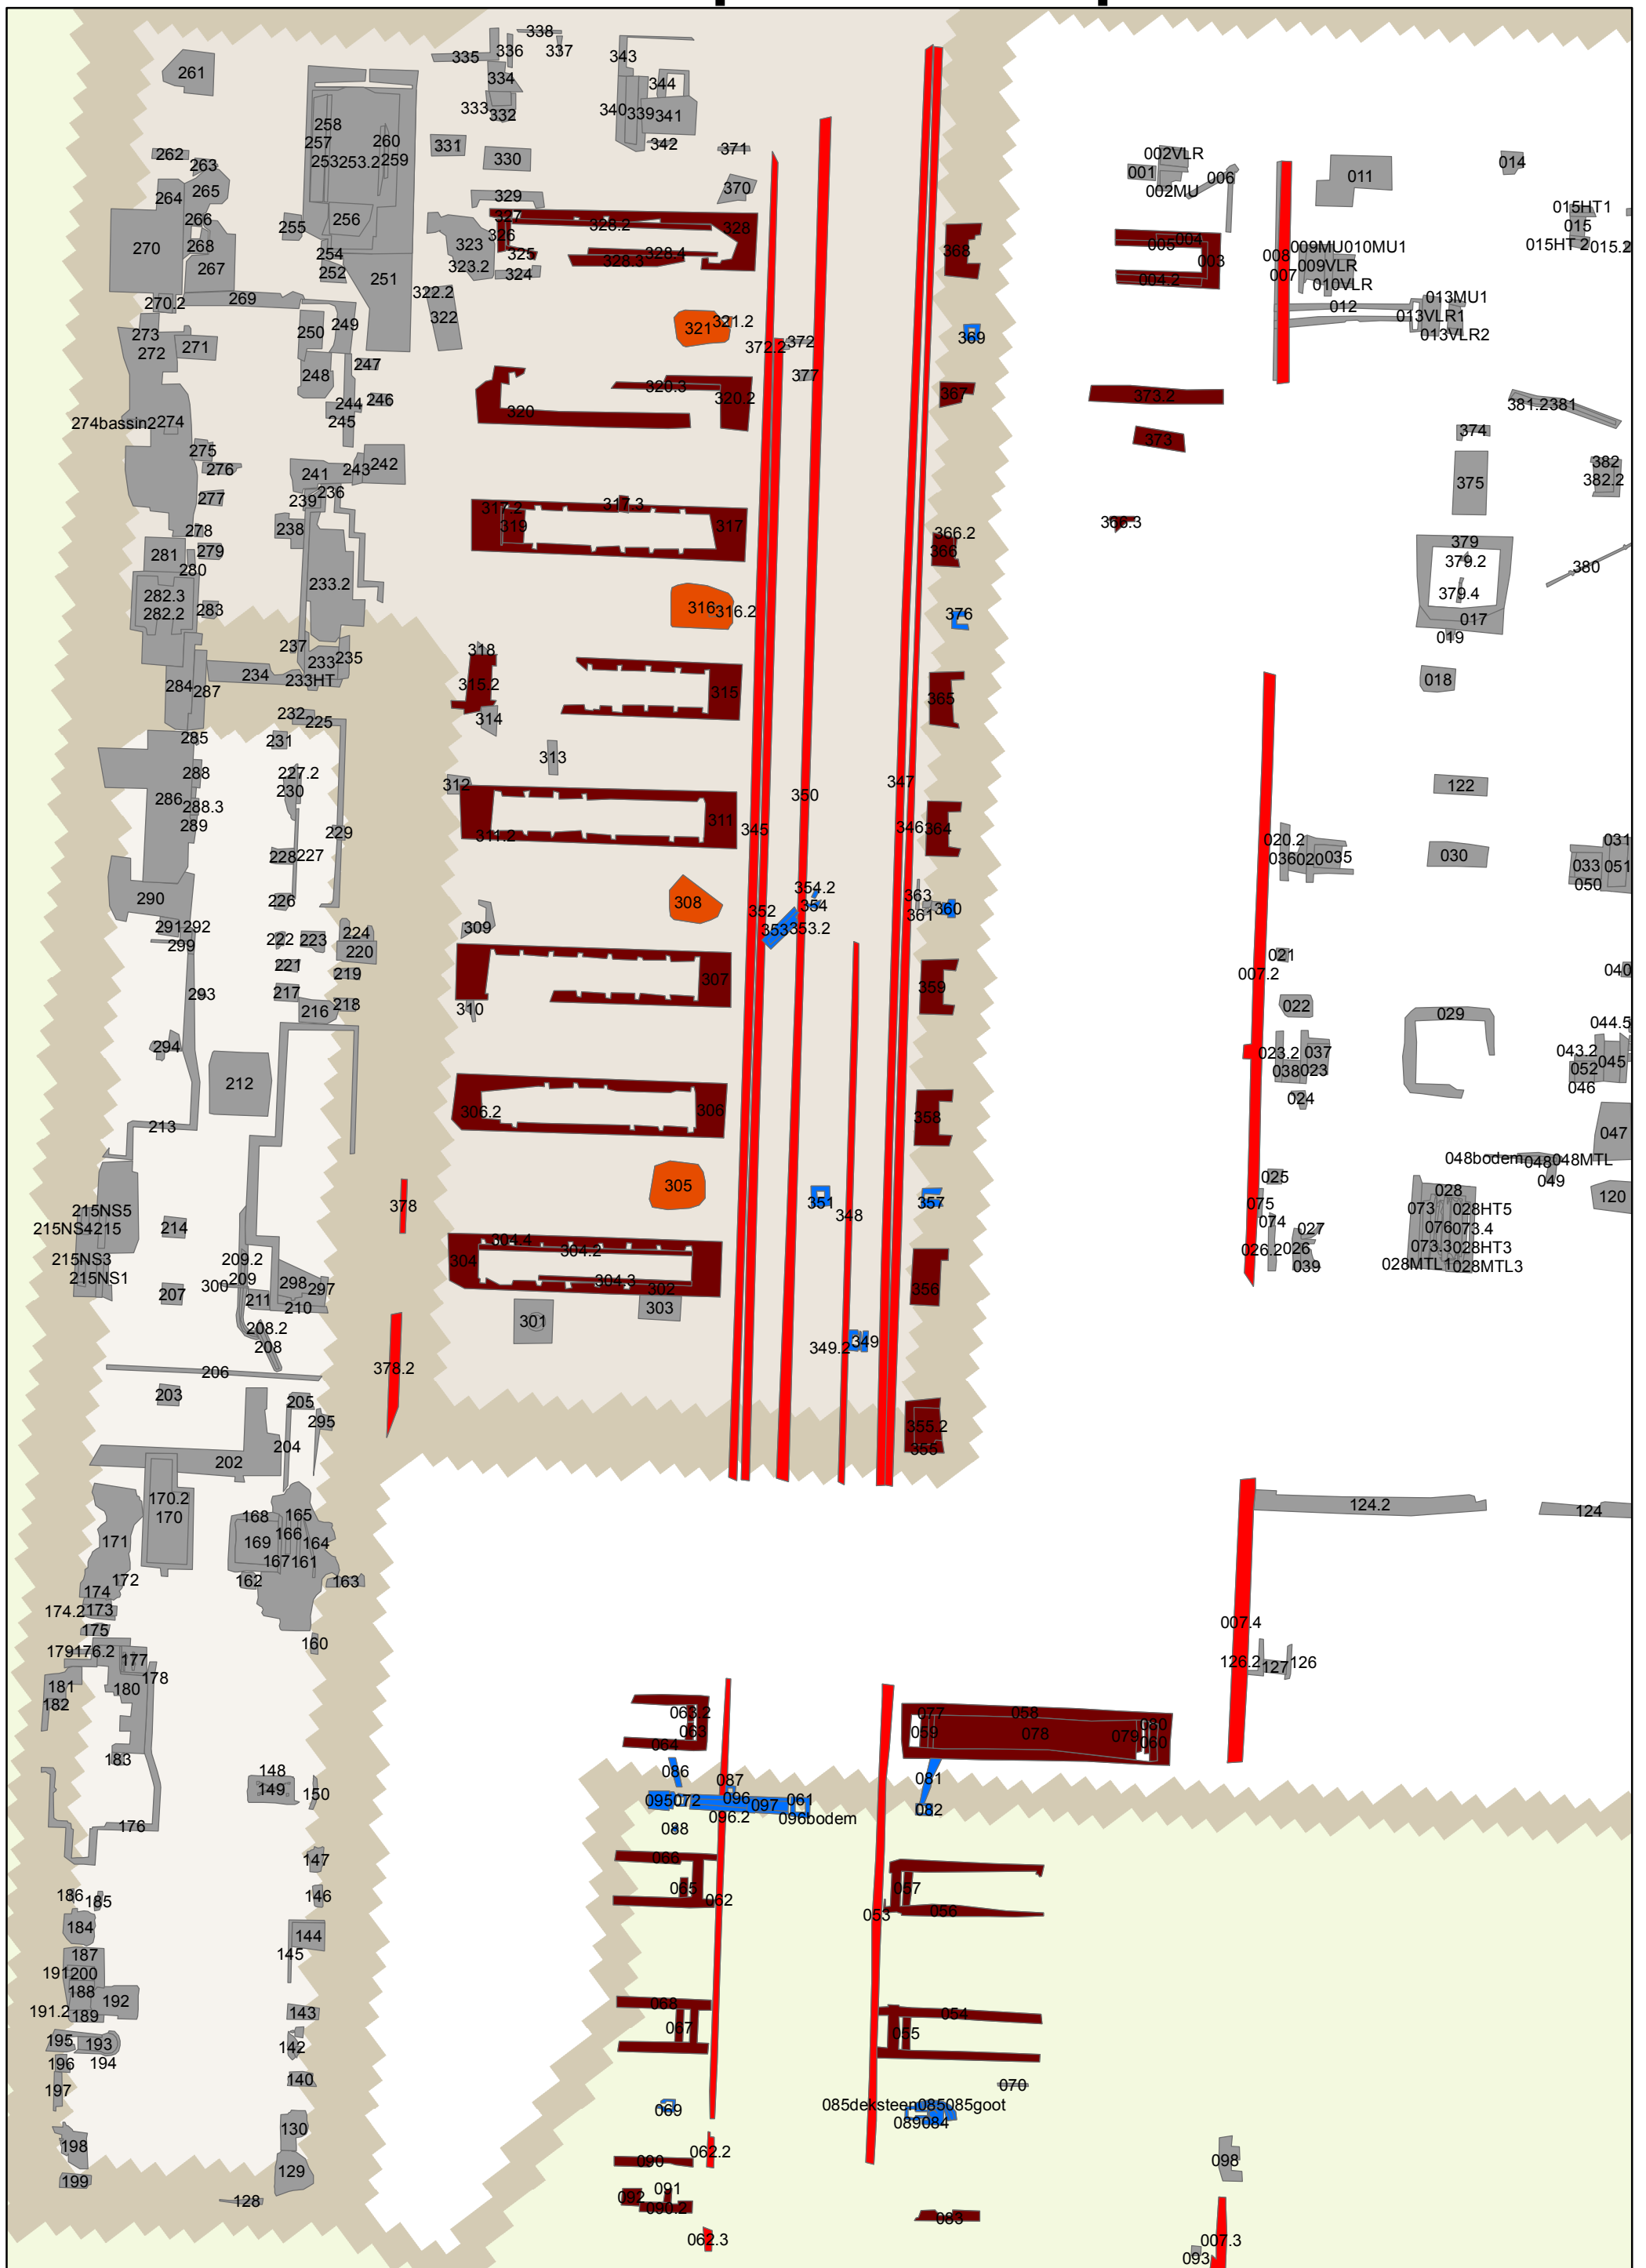 338
335 336 337 343
261
334 344
333 332 340 339 341
258 257 260
253 253.2 259
331 330 342 371
262 263
264 265 329 370
266 255 256 327 328.2 328
326
270 268 323 325 328.4
267 254 323.2 328.3
252 251 324
270.2 269 322.2
322
273 250 249 321 321.2
272 271 372.2 372 369
248 247 377
244 246 320.3 320.2 367
274bassin2 274 245 320
275
276 241 243 242
277 239 236 317.2 317.3
278 238 319 317 366.2
281 279 366
280
282.3 233.2
282.2 283 316 316.2 376
237 318
284 287 234 233 235 315.2 315 365
233HT
232 225 314
285 231
288 227.2 313
286 230 312 350 347
288.3
289 229 311 345 346 364
228 227 311.2
290 226 308 354.2 363
291 292 354 360
299 222 223 224 309 352 361
220 353 353.2
221 219
293 217 307 359
216 218 310
294
212
306.2 306 358
213
215NS5 378 305 351 357
215NS4 215 214 348
215NS3 209.2 304.4
215NS1 209 304 304.2
300 298 297 304.3
207 211 210 302 356
303
208.2 301
208 349.2 349
206 378.2
203 205
295
204 355.2
202 355
170.2
170 168 165
171 169 166 164
167 161
172 162 163
174
174.2 173
175
179 176.2 160
177
178
181 180
182
183
148
149 150
176
147
186 185 146
184 144
187 145
191 200
188 192
191.2 189 143
195 193 142
196 194
197 140
130
198
199 129
128
002VLR 014
001 006 011
002MU
015HT1
015
005 004 008 009MU 010MU1 015HT 2 015.2
368 003 009VLR
004.2 007 010VLR
012 013MU1
013VLR1
013VLR2
373.2 381.2 381
373 374
382
375 382.2
366.3
379
379.2 380
379.4
017
019
018
122
020.2 031
036 020 035 030 033 051
050
021
007.2 040
022 029
044.5
023.2 037 043.2 045
038 023 052
046
024
047
048bodem 048 048MTL
025 049
028 120
075 073 028HT5
074 027 076 073.4
026.2 026 073.3 028HT3
039 028MTL1 028MTL3
124.2 124
007.4
126.2 127 126
063.2 077 058 080
063 059 078 079 060
064
086 087 081
095 072 096 097 061 082
096.2 096bodem
088
066
065 057
062 053 056
068 054
067 055
070
069 085deksteen 085 085goot
089 084
062.2
090 098
091
092 090.2 083
062.3 007.3
093